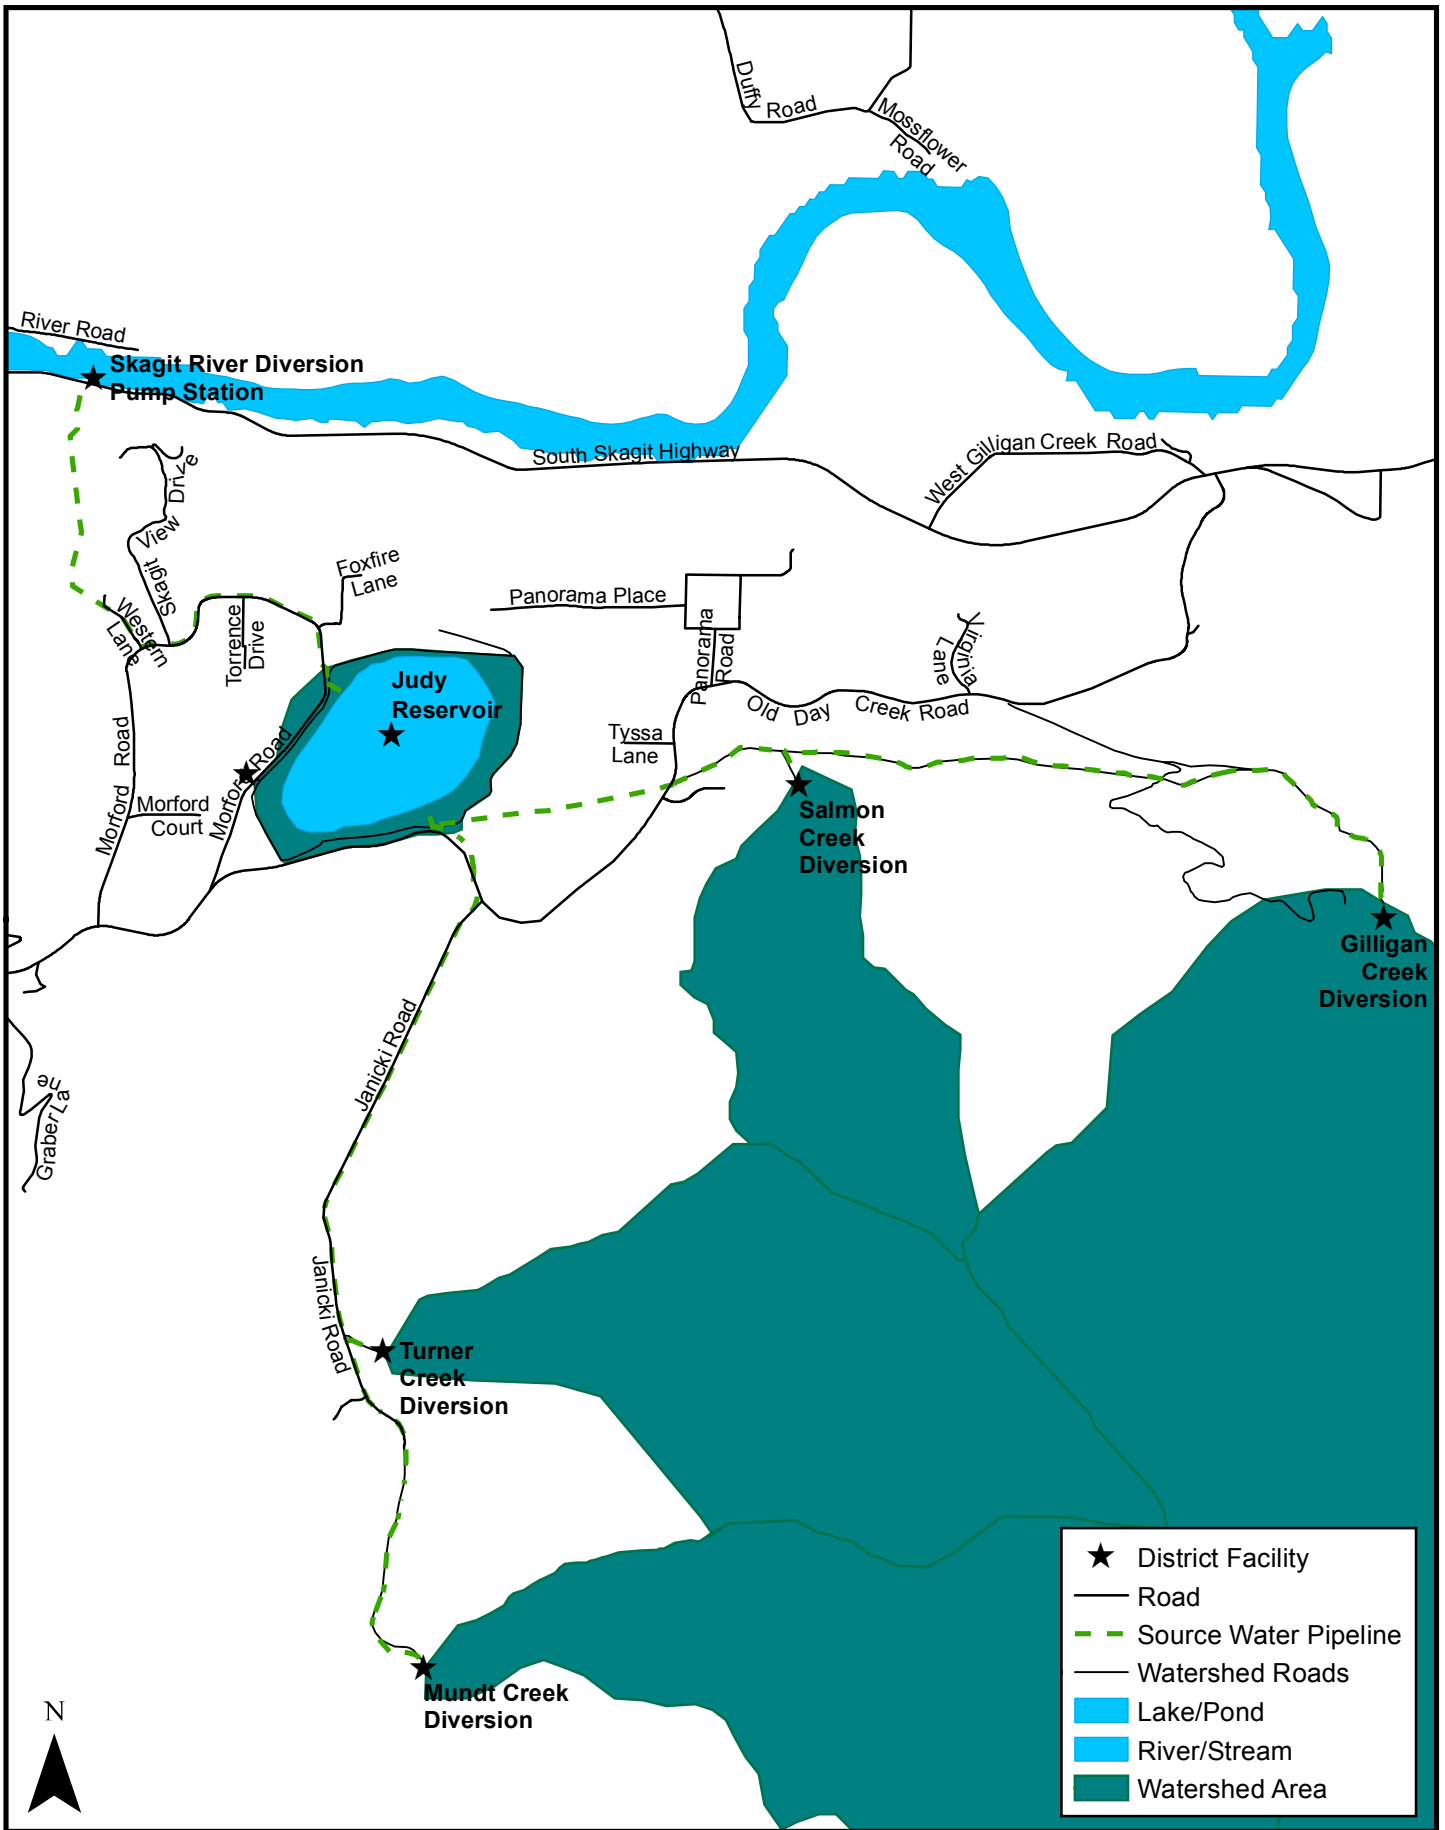 Duffy
Road
Mossflower
Road
River Road
Skagit River Diversion
Pump Station
South Skagit Highway
West Gilligan Creek Road
Skagit
View
Drive
Foxfire
Lane
Western
Lane
Torrence
Drive
Panorama Place
Panorama
Road
Virginia
Lane
Judy
Reservoir
Old Day Creek Road
Tyssa
Lane
Morford Road
Morford Road
Morford
Court
Salmon
Creek
Diversion
Gilligan
Creek
Diversion
Janicki Road
Graber La
ne
Janicki Road
Turner
Creek
Diversion
Mundt Creek
Diversion
N
District Facility
Road
Source Water Pipeline
Watershed Roads
Lake/Pond
River/Stream
Watershed Area